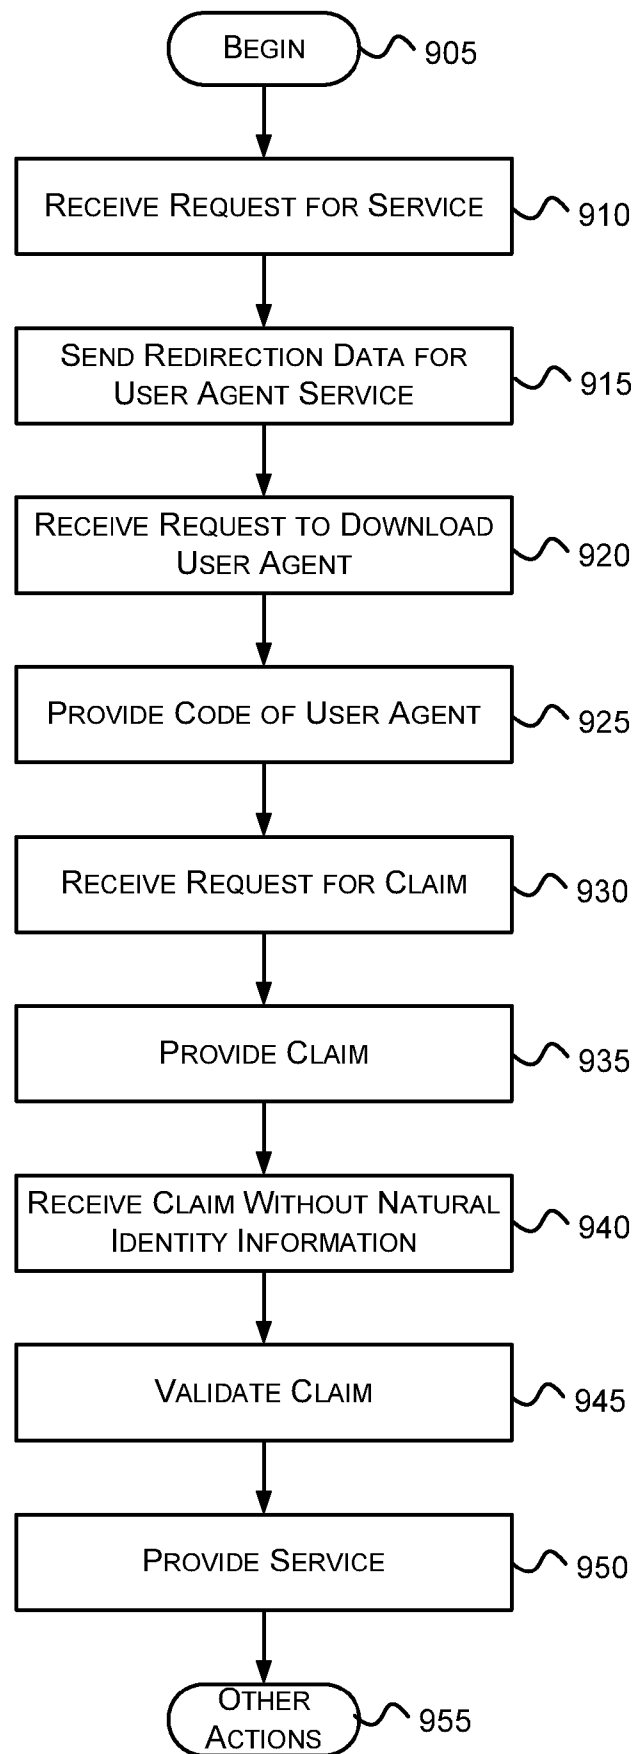 BEGIN
905
RECEIVE REQUEST FOR SERVICE
910
SEND REDIRECTION DATA FOR
USER AGENT SERVICE
915
RECEIVE REQUEST TO DOWNLOAD
USER AGENT
920
PROVIDE CODE OF USER AGENT
925
RECEIVE REQUEST FOR CLAIM
930
PROVIDE CLAIM
935
RECEIVE CLAIM WITHOUT NATURAL
IDENTITY INFORMATION
940
VALIDATE CLAIM
945
PROVIDE SERVICE
950
OTHER
ACTIONS
955